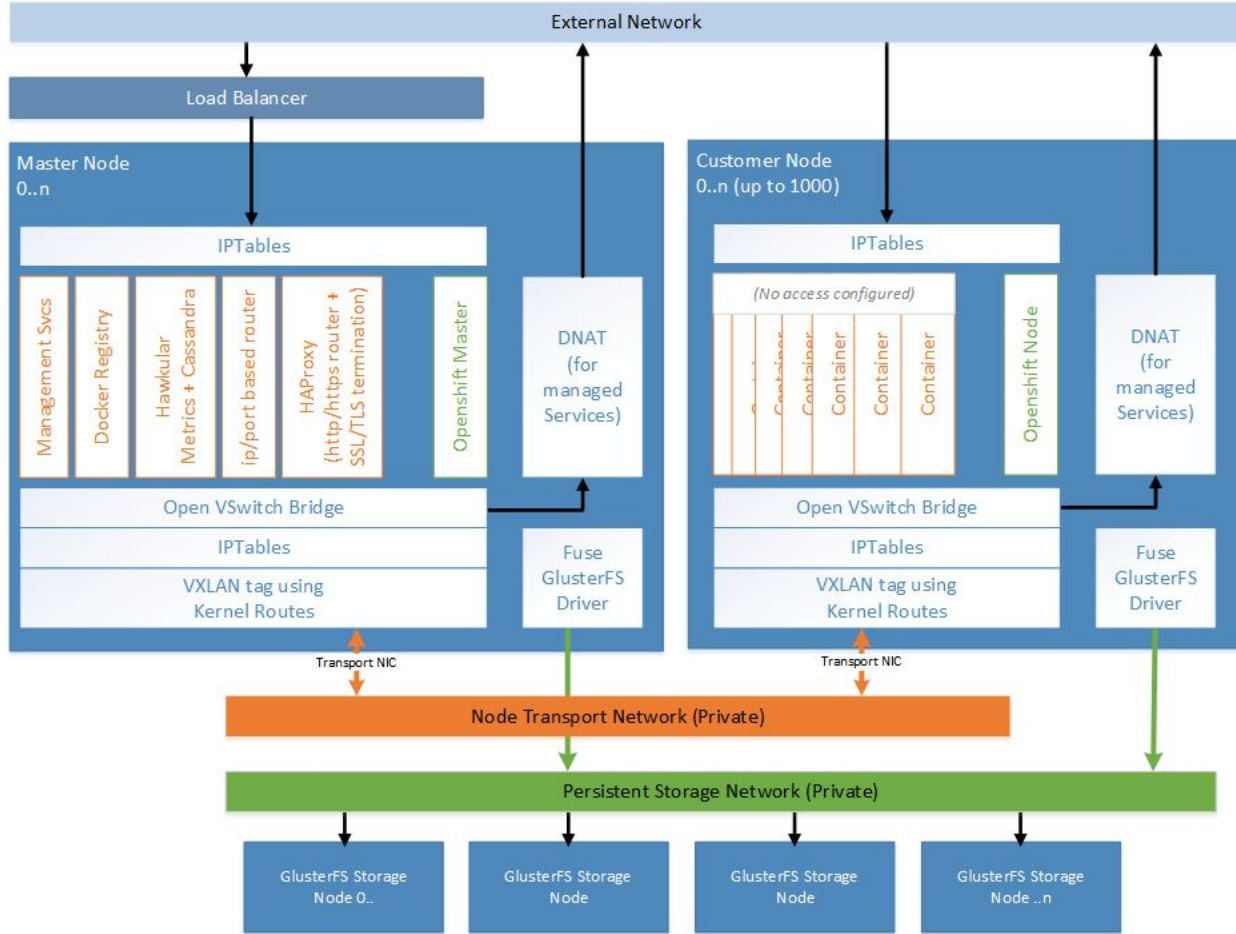 External Network
Load Balancer
Master Node
0..n
IPTables
Management Svcs
Docker Registry
Hawkular
Metrics + Cassandra
ip/port based router
HAProxy
(http/https router +
SSL/TLS termination)
Openshift Master
DNAT
(for
managed
Services)
Open VSwitch Bridge
IPTables
VXLAN tag using
Kernel Routes
Fuse
GlusterFS
Driver
Customer Node
0..n (up to 1000)
IPTables
(No access configured)
Container
Container
Container
Container
Container
Openshift Node
DNAT
(for
managed
Services)
Open VSwitch Bridge
IPTables
VXLAN tag using
Kernel Routes
Fuse
GlusterFS
Driver
Transport NIC
Transport NIC
Node Transport Network (Private)
Persistent Storage Network (Private)
GlusterFS Storage
Node 0..
GlusterFS Storage
Node
GlusterFS Storage
Node
GlusterFS Storage
Node ..n